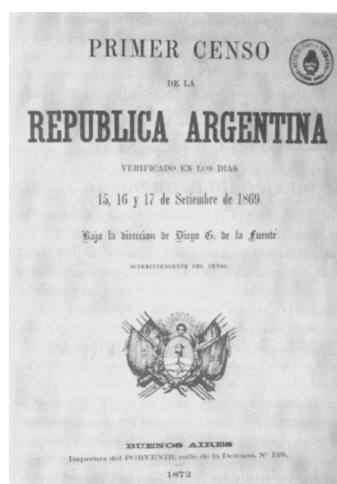 PRIMER CENSO
DE LA
REPUBLICA ARGENTINA
VERIFICADO EN LOS DIAS
15, 16 y 17 de Setiembre de 1869
Bajo la direccion de Diego G. de la Fuente
SUPERINTENDENTE DEL CENSO
BUENOS AIRES
Imprenta del PORVENIR, calle de la Defensa, Nº 139.
1872